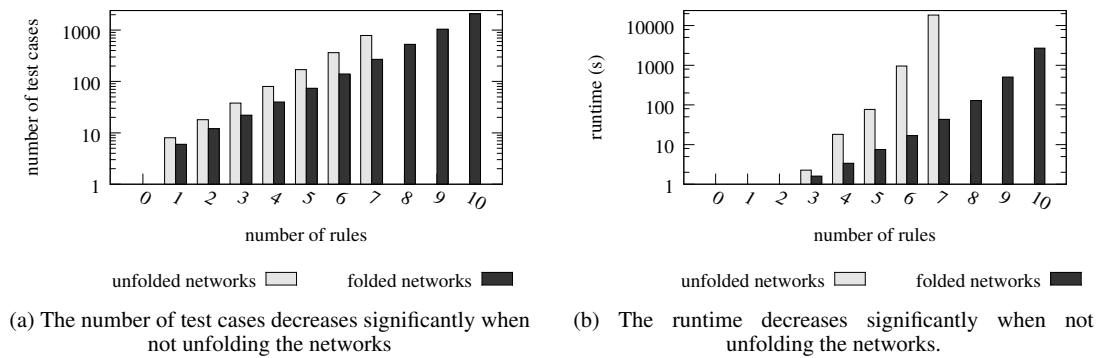 number of test cases
1000
100
10
1
0 1 2 3 4 5 6 7 8 9 10
number of rules
unfolded networks folded networks
(a) The number of test cases decreases significantly when
not unfolding the networks
runtime (s)
10000
1000
100
10
1
0 1 2 3 4 5 6 7 8 9 10
number of rules
unfolded networks folded networks
(b) The runtime decreases significantly when not
unfolding the networks.